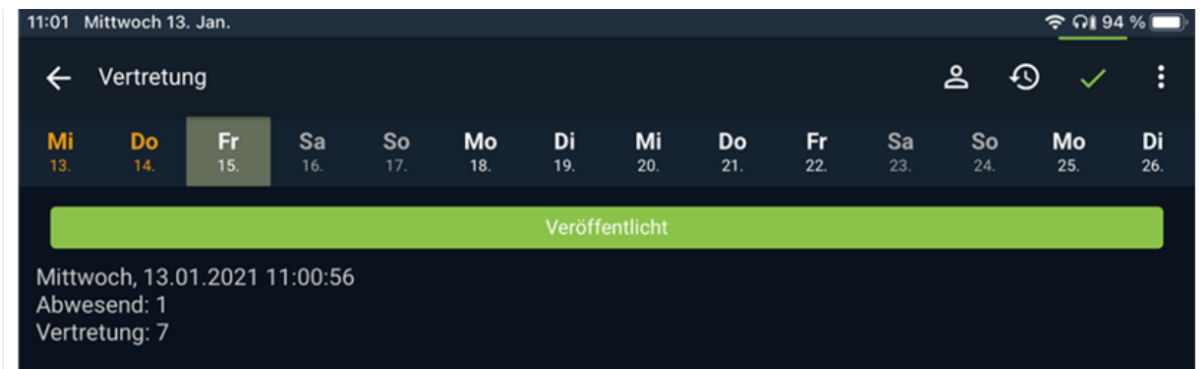 11:01 Mittwoch 13. Jan. 94 %
Vertretung
Mi Do Fr Sa So Mo Di Mi Do Fr Sa So Mo Di
13. 14. 15. 16. 17. 18. 19. 20. 21. 22. 23. 24. 25. 26.
Veröffentlicht
Mittwoch, 13.01.2021 11:00:56
Abwesend: 1
Vertretung: 7